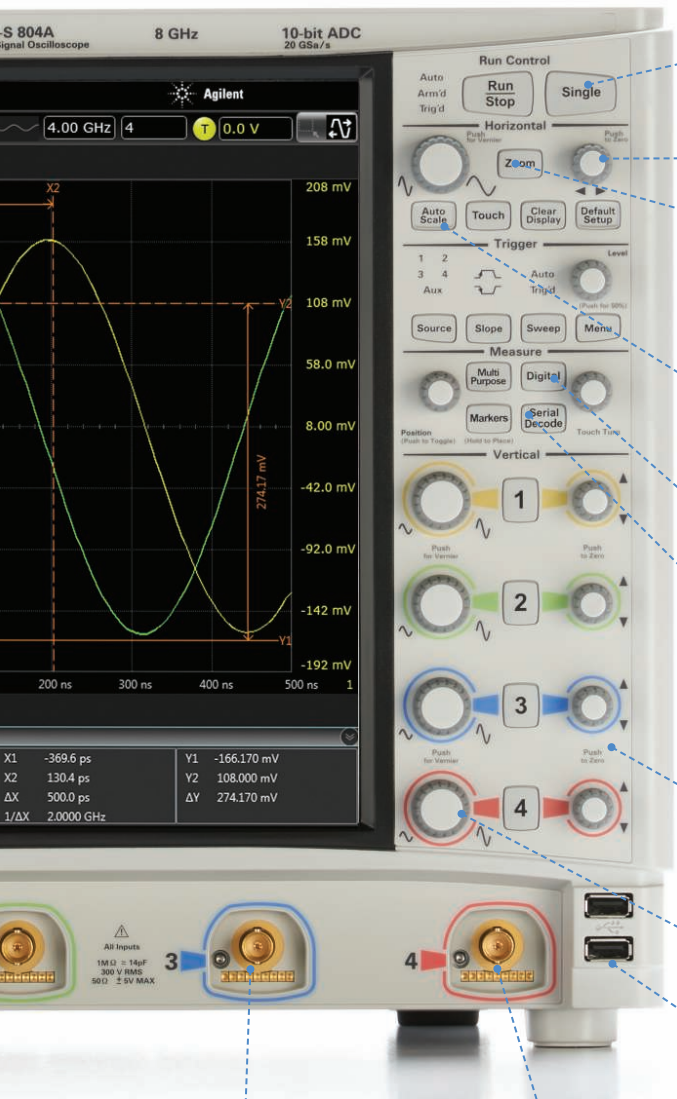 -S 804A
Signal Oscilloscope
8 GHz
10-bit ADC
20 GSa/s
Agilent
4.00 GHz 4 T 0.0 V
X2
208 mV
158 mV
Y2 108 mV
58.0 mV
8.00 mV
-42.0 mV
-92.0 mV
-142 mV
Y1
-192 mV
274.17 mV
200 ns 300 ns 400 ns 500 ns 1
X1 -369.6 ps
X2 130.4 ps
ΔX 500.0 ps
1/ΔX 2.0000 GHz
Y1 -166.170 mV
Y2 108.000 mV
ΔY 274.170 mV
Run Control
Auto
Arm'd
Trig'd
Run
Stop
Single
Horizontal
Push
for Vernier
Zoom
Push
to Zero
Auto
Scale
Touch
Clear
Display
Default
Setup
Trigger
1 2
3 4
Aux
Auto
Trig'd
Level
(Push for 50%)
Source Slope Sweep Menu
Measure
Multi
Purpose
Digital
Markers
Serial
Decode
Position
(Push to Toggle)
(Hold to Place)
Touch Tune
Vertical
1
Push
for Vernier
Push
to Zero
2
3
Push
for Vernier
Push
to Zero
4
All Inputs
1MΩ = 14pF
300 V RMS
50Ω ±5V MAX
3
4